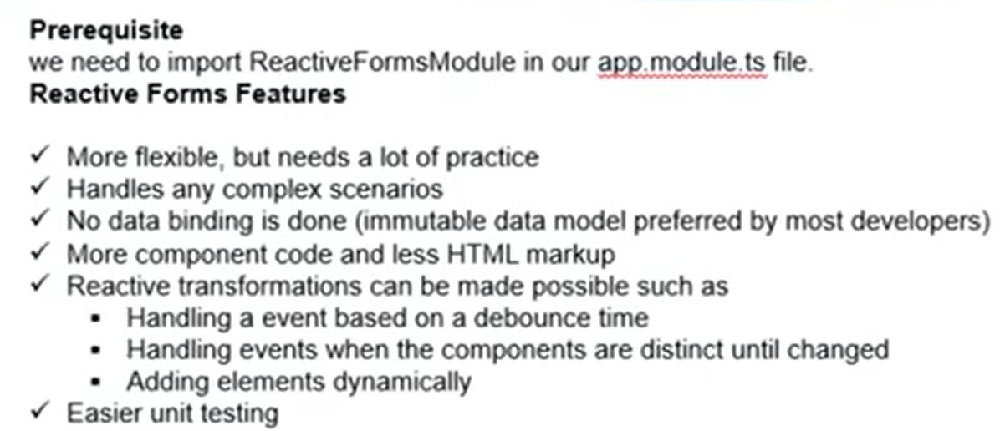 Prerequisite
we need to import ReactiveFormsModule in our app.module.ts file.
Reactive Forms Features
✓ More flexible, but needs a lot of practice
✓ Handles any complex scenarios
✓ No data binding is done (immutable data model preferred by most developers)
✓ More component code and less HTML markup
✓ Reactive transformations can be made possible such as
▪ Handling a event based on a debounce time
▪ Handling events when the components are distinct until changed
▪ Adding elements dynamically
✓ Easier unit testing